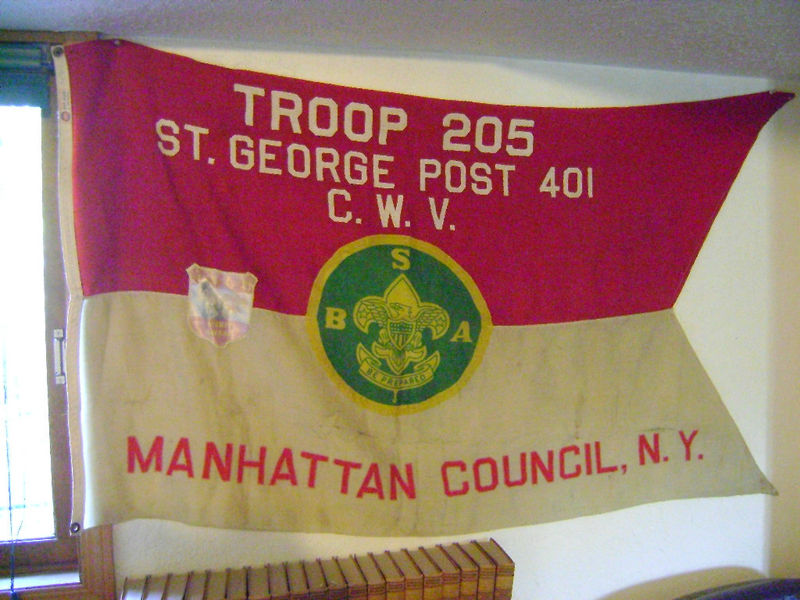 TROOP 205
ST. GEORGE POST 401
C. W. V.
S
B A
BE PREPARED
MANHATTAN COUNCIL, N. Y.